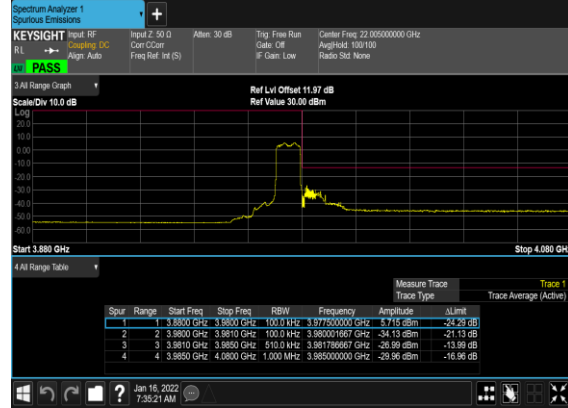 Spectrum Analyzer 1
Spurious Emissions
+
KEYSIGHT Input: RF Input Z: 50 Ω Atten: 30 dB Trig: Free Run Center Freq: 22.005000000 GHz
RL Coupling: DC Corr CCorr Gate: Off Avg|Hold: 100/100
Align: Auto Freq Ref: Int (S) IF Gain: Low Radio Std: None
PASS
3 All Range Graph Ref Lvl Offset 11.97 dB
Scale/Div 10.0 dB Ref Value 30.00 dBm
Log
20.0
10.0
0.00
-10.0
-20.0
-30.0
-40.0
-50.0
-60.0
Start 3.880 GHz Stop 4.080 GH
4 All Range Table
Measure Trace Trace 1
Trace Type Trace Average (Active)
Spur Range Start Freq Stop Freq RBW Frequency Amplitude ΔLimit
1 1 3.8800 GHz 3.9800 GHz 100.0 kHz 3.977500000 GHz 5.715 dBm -24.29 dB
2 2 3.9800 GHz 3.9810 GHz 100.0 kHz 3.980001667 GHz -34.13 dBm -21.13 dB
3 3 3.9810 GHz 3.9850 GHz 510.0 kHz 3.981786667 GHz -26.99 dBm -13.99 dB
4 4 3.9850 GHz 4.0800 GHz 1.000 MHz 3.985000000 GHz -29.96 dBm -16.96 dB
? Jan 16, 2022
7:35:21 AM